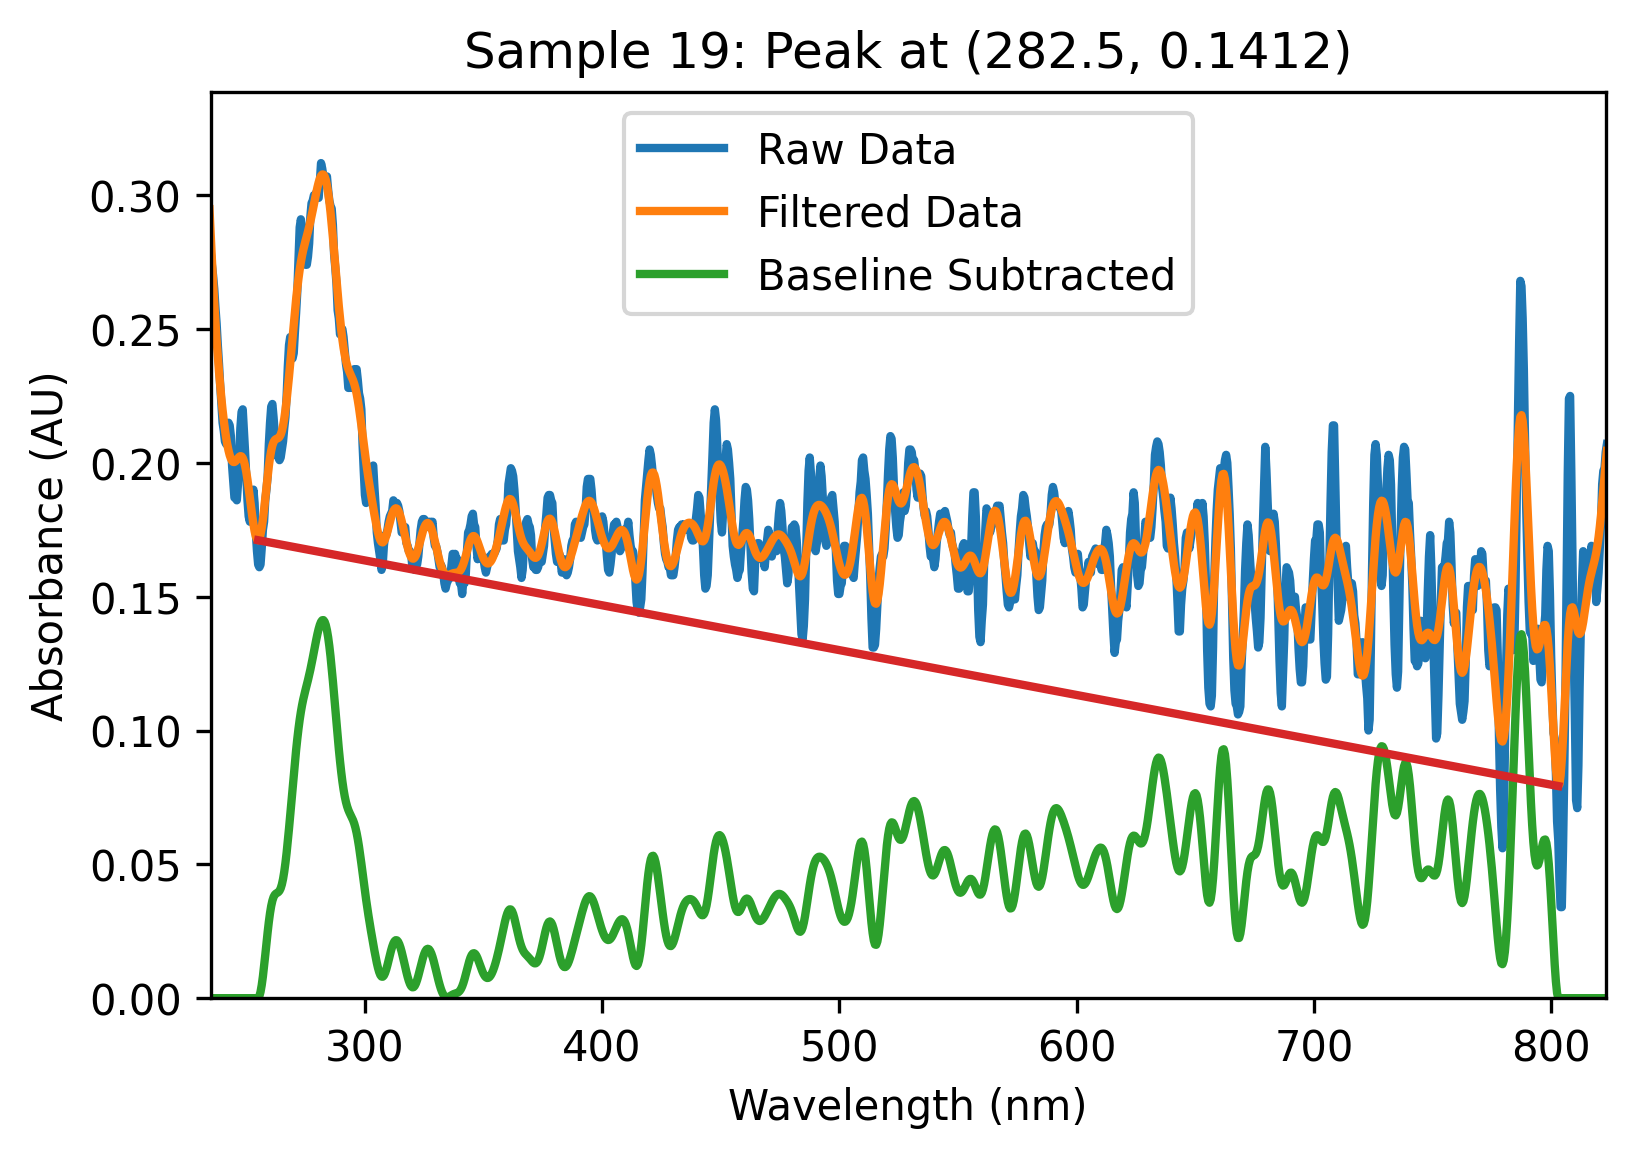 Sample 19: Peak at (282.5, 0.1412)
Raw Data
Filtered Data
Baseline Subtracted
0.30
0.25
0.20
0.15
0.10
0.05
0.00
Absorbance (AU)
300 400 500 600 700 800
Wavelength (nm)